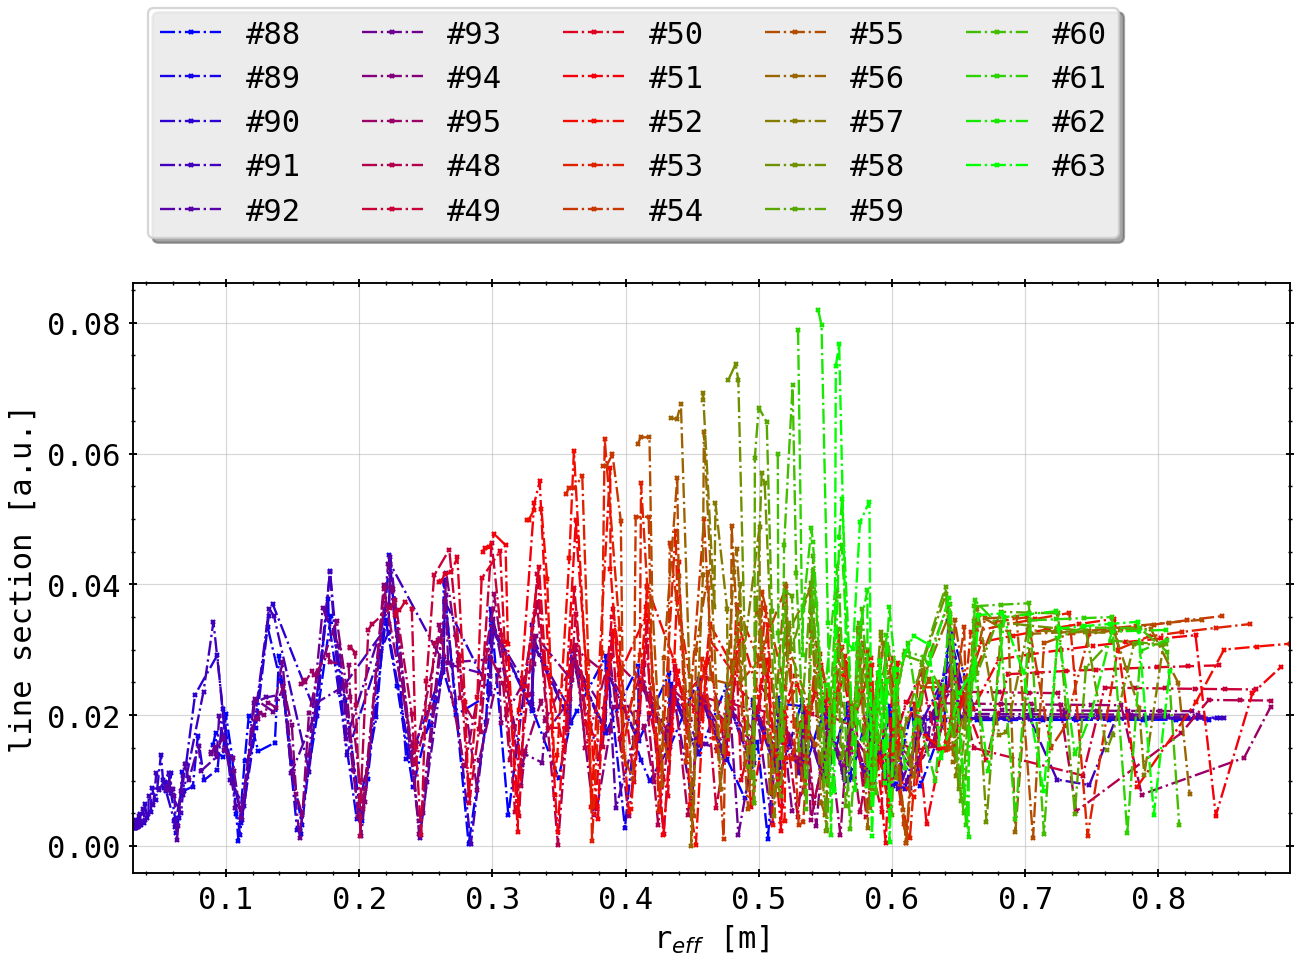 #88 #93 #50 #55 #60
#89 #94 #51 #56 #61
#90 #95 #52 #57 #62
#91 #48 #53 #58 #63
#92 #49 #54 #59
line section [a.u.]
0.08
0.06
0.04
0.02
0.00
0.1 0.2 0.3 0.4 0.5 0.6 0.7 0.8
r_eff [m]